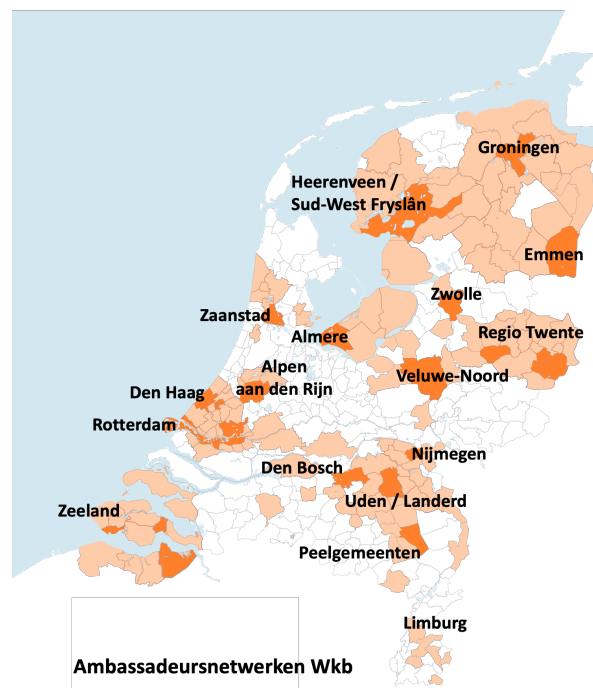 Groningen
Heerenveen /
Sud-West Fryslân
Emmen
Zwolle
Zaanstad
Almere
Regio Twente
Alpen
aan den Rijn
Veluwe-Noord
Den Haag
Rotterdam
Nijmegen
Den Bosch
Uden / Landerd
Zeeland
Peelgemeenten
Limburg
Ambassadeursnetwerken Wkb